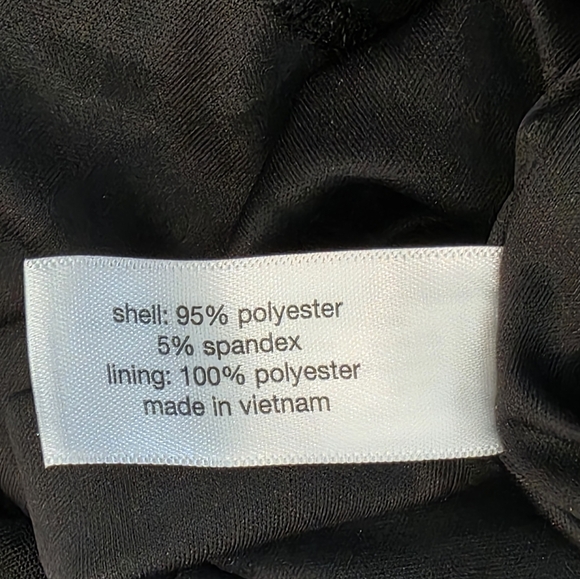 shell: 95% polyester
5% spandex
lining: 100% polyester
made in vietnam